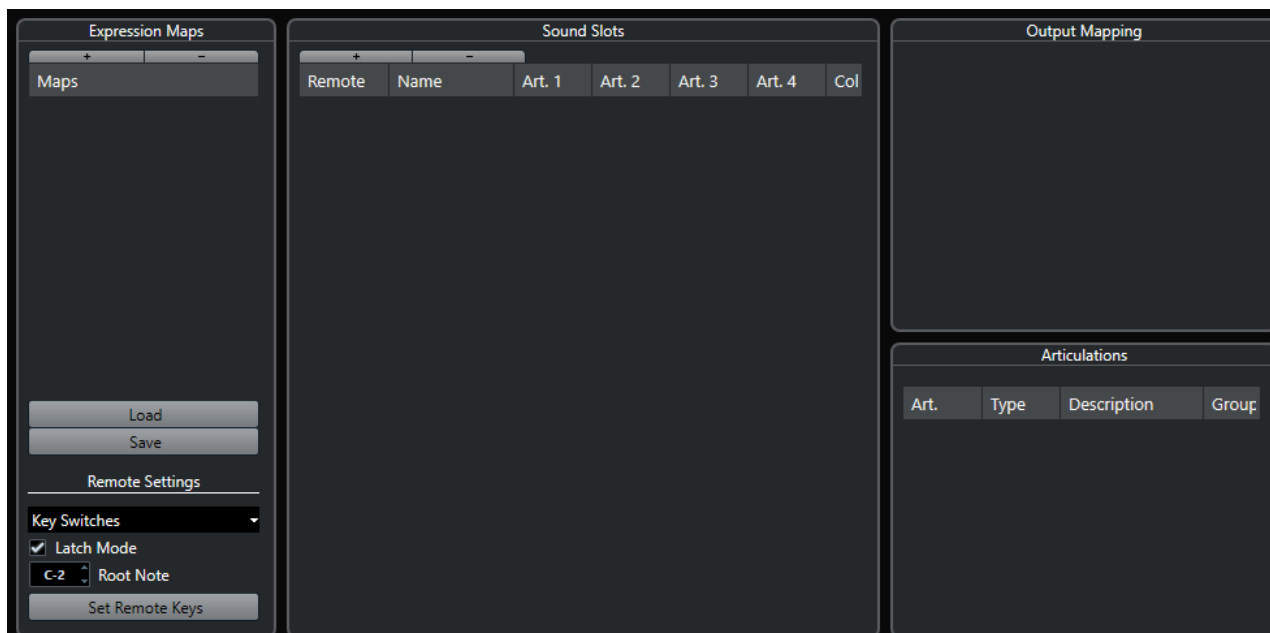 Expression Maps
+ -
Maps
Load
Save
Remote Settings
Key Switches
Latch Mode
C-2 Root Note
Set Remote Keys
Sound Slots
+ -
Remote Name Art. 1 Art. 2 Art. 3 Art. 4 Col
Output Mapping
Articulations
Art. Type Description Group